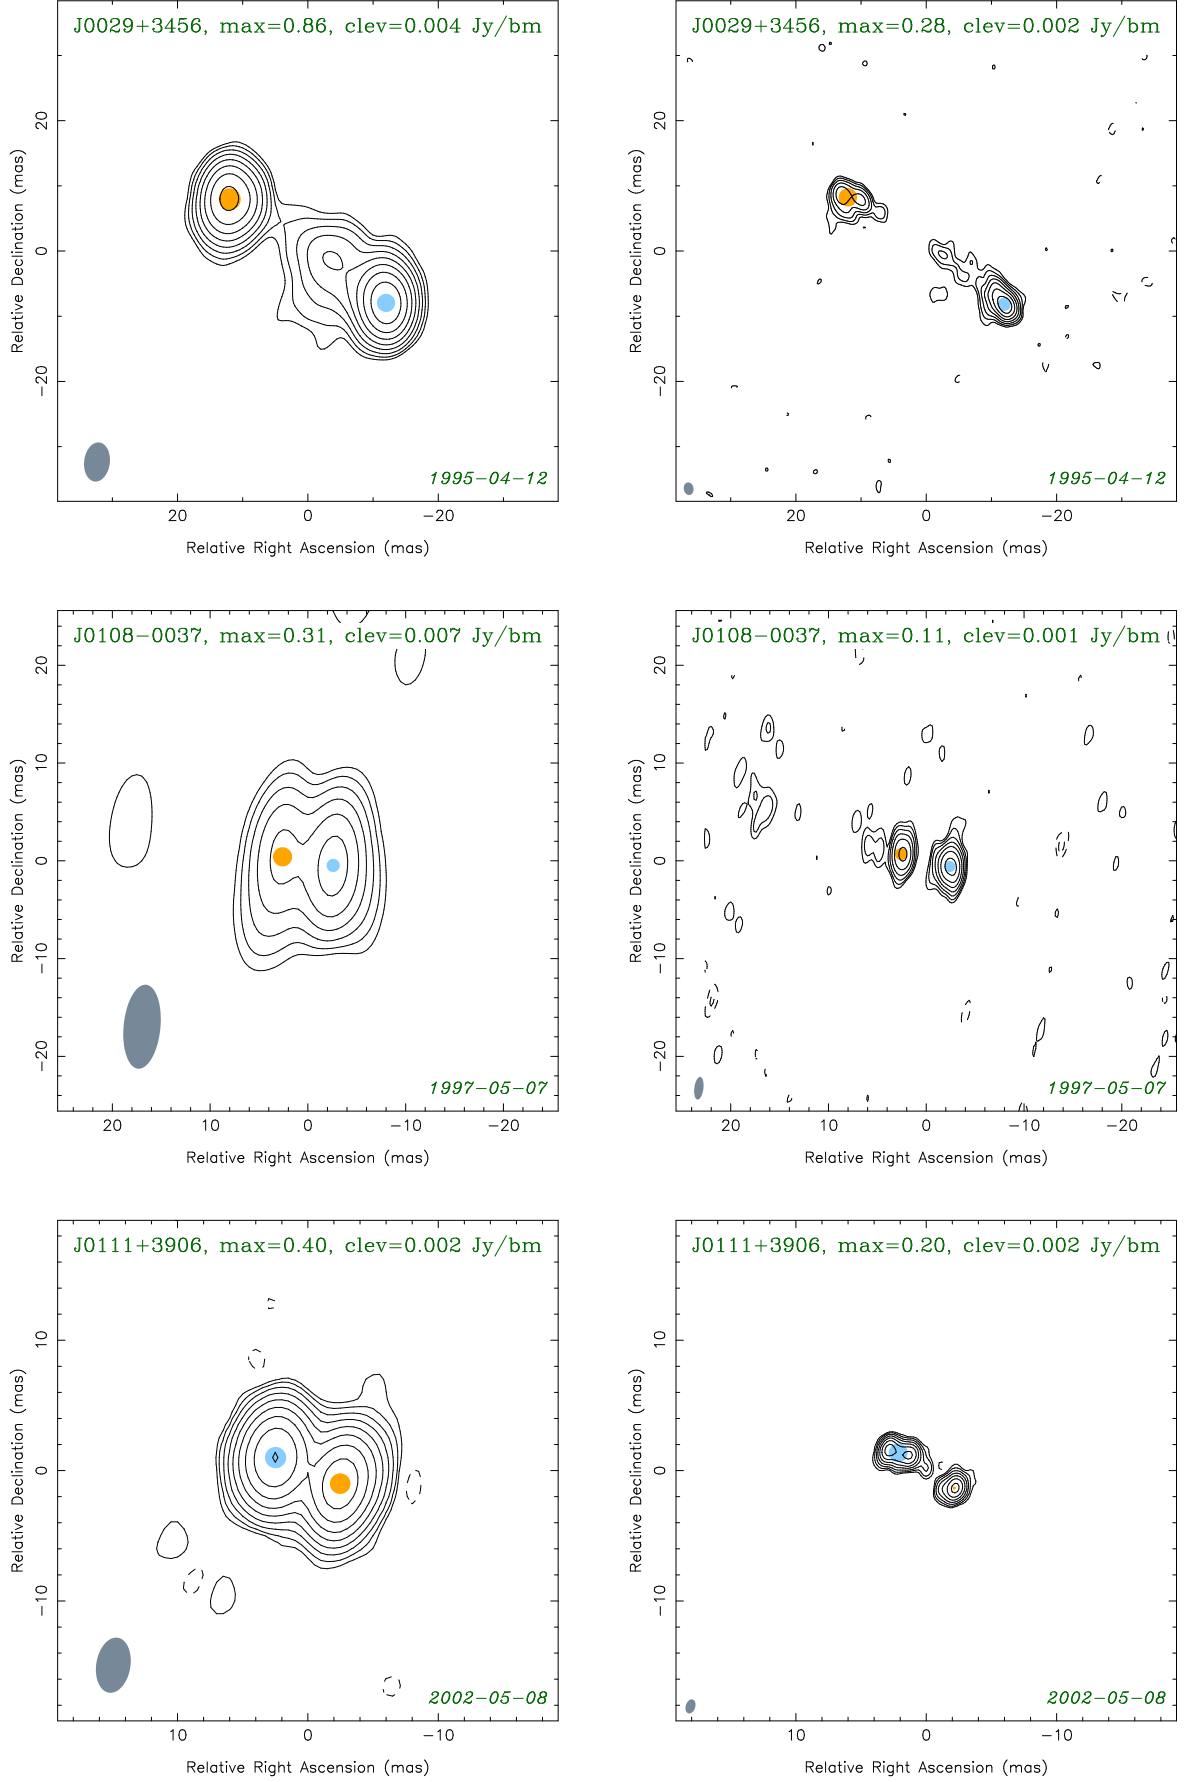 J0029+3456, max=0.86, clev=0.004 Jy/bm
Relative Declination (mas)
20
0
−20
1995−04−12
20
0
−20
Relative Right Ascension (mas)
J0029+3456, max=0.28, clev=0.002 Jy/bm
Relative Declination (mas)
20
0
−20
1995−04−12
20
0
−20
Relative Right Ascension (mas)
J0108−0037, max=0.31, clev=0.007 Jy/bm
Relative Declination (mas)
20
10
0
−10
−20
1997−05−07
20
10
0
−10
−20
Relative Right Ascension (mas)
J0108−0037, max=0.11, clev=0.001 Jy/bm
Relative Declination (mas)
20
10
0
−10
−20
1997−05−07
20
10
0
−10
−20
Relative Right Ascension (mas)
J0111+3906, max=0.40, clev=0.002 Jy/bm
Relative Declination (mas)
10
0
−10
2002−05−08
10
0
−10
Relative Right Ascension (mas)
J0111+3906, max=0.20, clev=0.002 Jy/bm
Relative Declination (mas)
10
0
−10
2002−05−08
10
0
−10
Relative Right Ascension (mas)